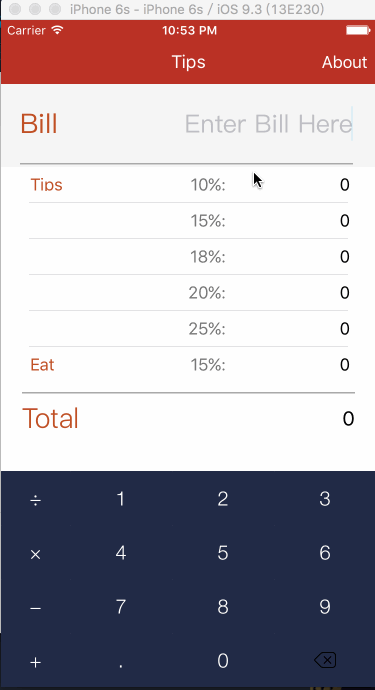 iPhone 6s - iPhone 6s / iOS 9.3 (13E230)
Carrier 10:53 PM
Tips About
Bill Enter Bill Here
Tips 10%: 0
15%: 0
18%: 0
20%: 0
25%: 0
Eat 15%: 0
Total 0
÷ 1 2 3
× 4 5 6
− 7 8 9
+ . 0